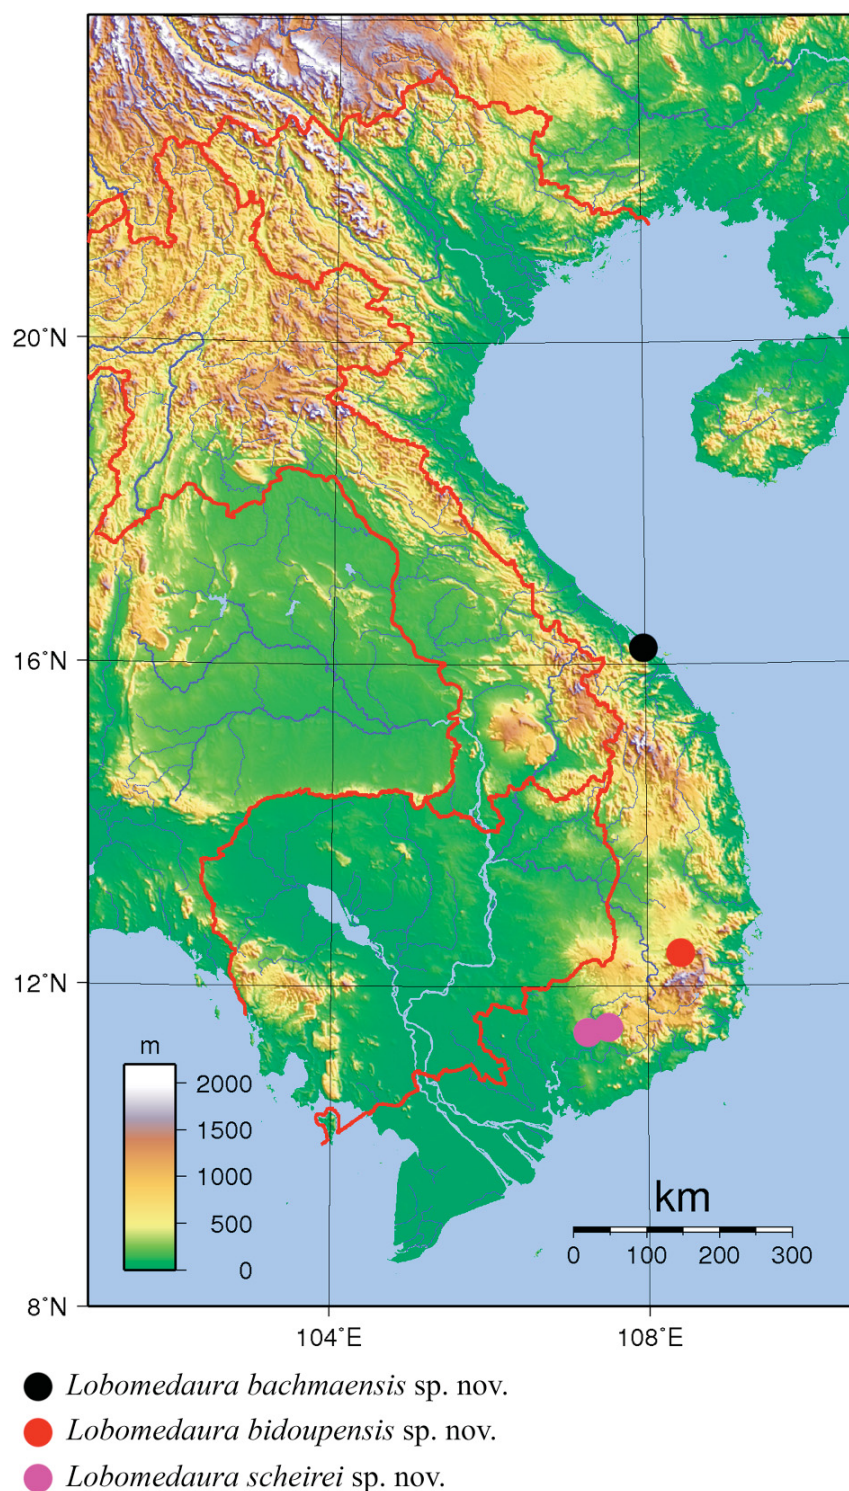 20˚N
16˚N
12˚N
m
2000
1500
1000
500
0
km
0 100 200 300
8˚N
104˚E 108˚E
Lobomedaura bachmaensis sp. nov.
Lobomedaura bidoupensis sp. nov.
Lobomedaura scheirei sp. nov.